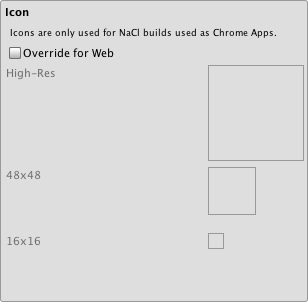 Icon
Icons are only used for NaCl builds used as Chrome Apps.
Override for Web
High-Res
48x48
16x16